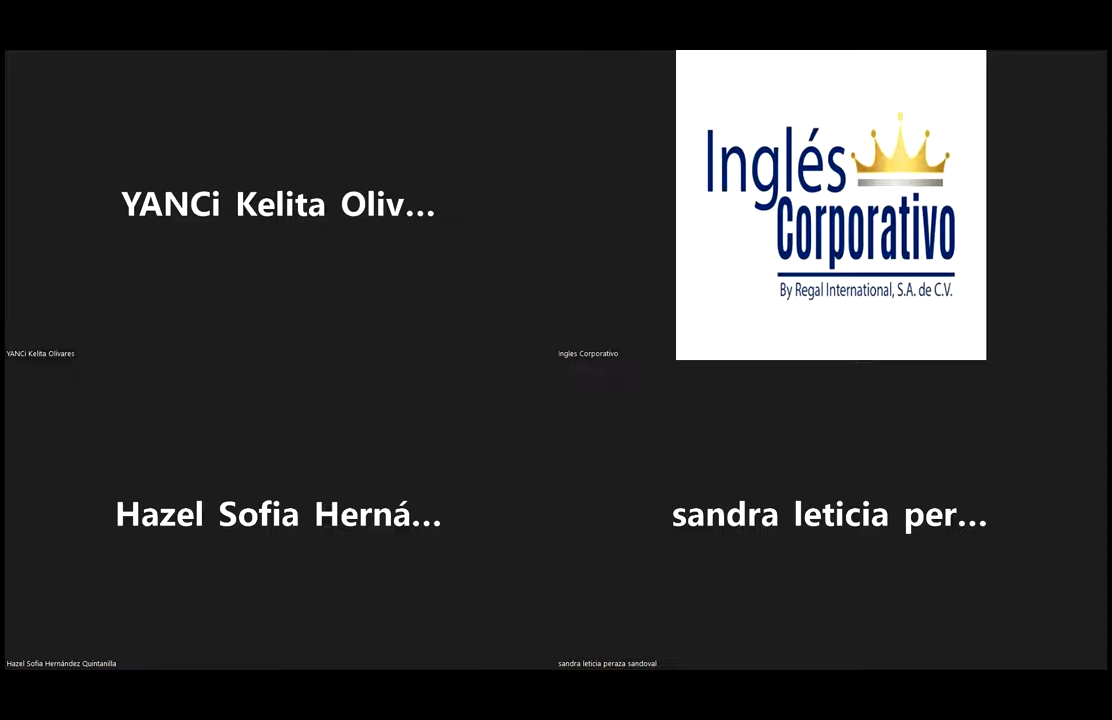 YANCi Kelita Oliv...
YANCi Kelita Olivares
Inglés
Corporativo
By Regal International, S.A. de C.V.
Ingles Corporativo
Hazel Sofia Herná...
Hazel Sofia Hernández Quintanilla
sandra leticia per...
sandra leticia peraza sandoval